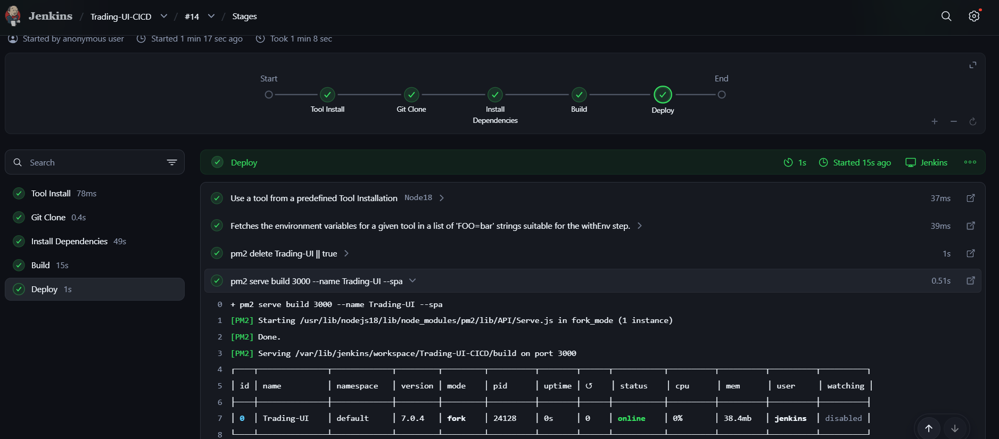 Jenkins / Trading-UI-CICD / #14 / Stages
Started by anonymous user Started 1 min 17 sec ago Took 1 min 8 sec
Start End
Tool Install Git Clone Install Dependencies Build Deploy
Search
Tool Install 78ms
Git Clone 0.4s
Install Dependencies 49s
Build 15s
Deploy 1s
Deploy 1s Started 15s ago Jenkins
Use a tool from a predefined Tool Installation Node18 37ms
Fetches the environment variables for a given tool in a list of 'FOO=bar' strings suitable for the withEnv step. 39ms
pm2 delete Trading-UI || true 1s
pm2 serve build 3000 --name Trading-UI --spa 0.51s
0 + pm2 serve build 3000 --name Trading-UI --spa
1 [PM2] Starting /usr/lib/nodejs18/lib/node_modules/pm2/lib/API/Serve.js in fork_mode (1 instance)
2 [PM2] Done.
3 [PM2] Serving /var/lib/jenkins/workspace/Trading-UI-CICD/build on port 3000
4
5 │ id │ name │ namespace │ version │ mode │ pid │ uptime │ ↺ │ status │ cpu │ mem │ user │ watching │
6
7 │ 0 │ Trading-UI │ default │ 7.0.4 │ fork │ 24128 │ 0s │ 0 │ online │ 0% │ 38.4mb │ jenkins │ disabled │
8